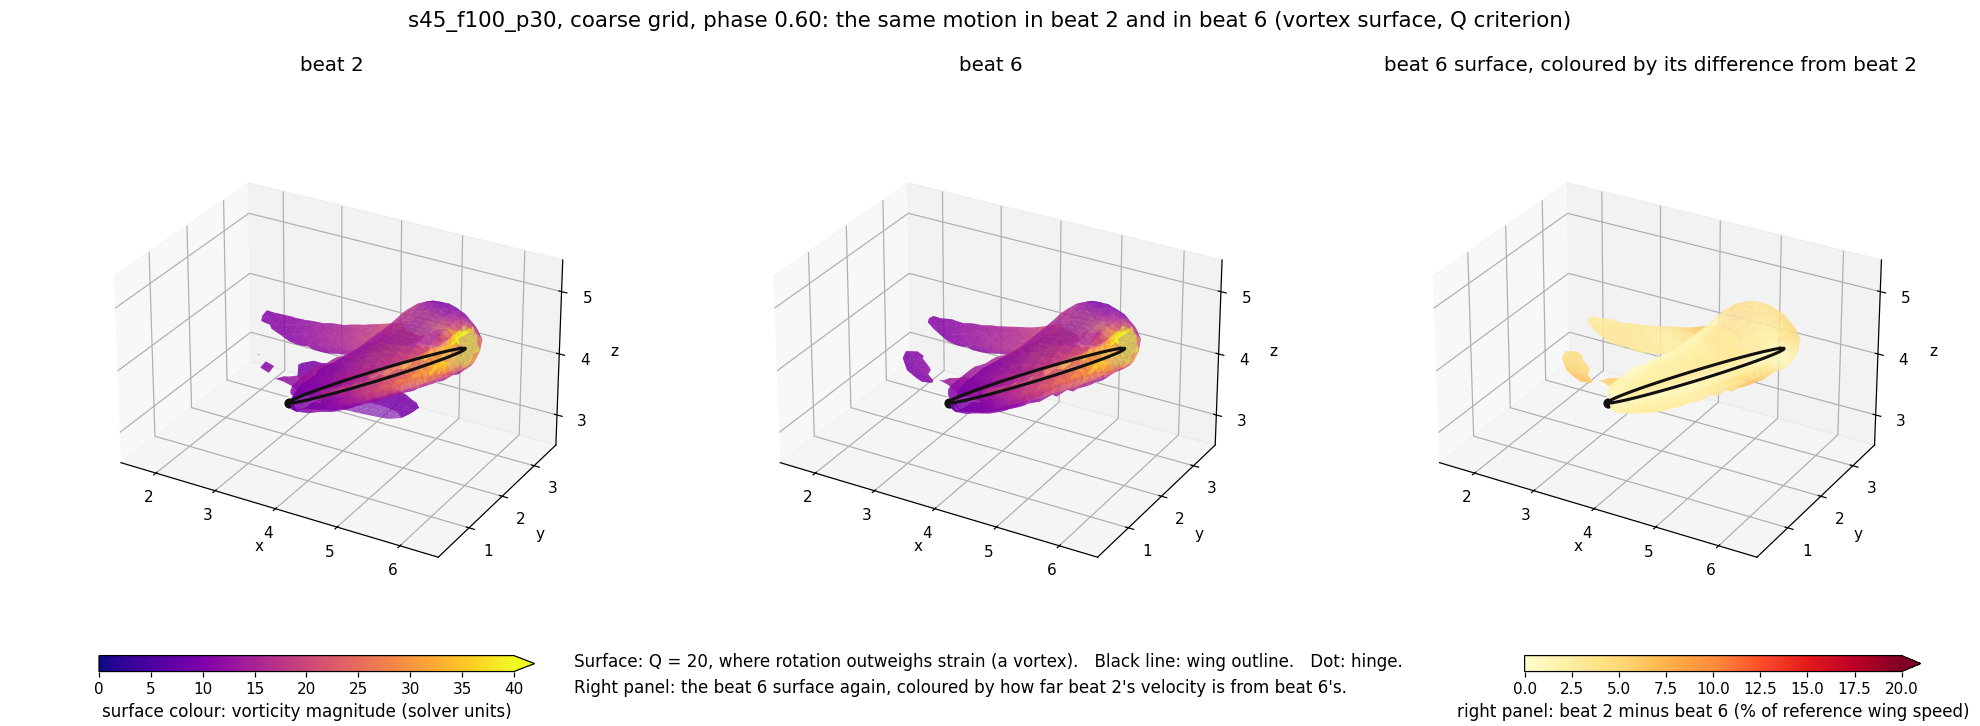 s45_f100_p30, coarse grid, phase 0.60: the same motion in beat 2 and in beat 6 (vortex surface, Q criterion)
beat 2
beat 6
beat 6 surface, coloured by its difference from beat 2
5
4
3
z
2
3
4
5
6
x
1
2
3
y
5
4
3
z
2
3
4
5
6
x
1
2
3
y
5
4
3
z
2
3
4
5
6
x
1
2
3
y
0 5 10 15 20 25 30 35 40
surface colour: vorticity magnitude (solver units)
Surface: Q = 20, where rotation outweighs strain (a vortex). Black line: wing outline. Dot: hinge.
Right panel: the beat 6 surface again, coloured by how far beat 2's velocity is from beat 6's.
0.0 2.5 5.0 7.5 10.0 12.5 15.0 17.5 20.0
right panel: beat 2 minus beat 6 (% of reference wing speed)